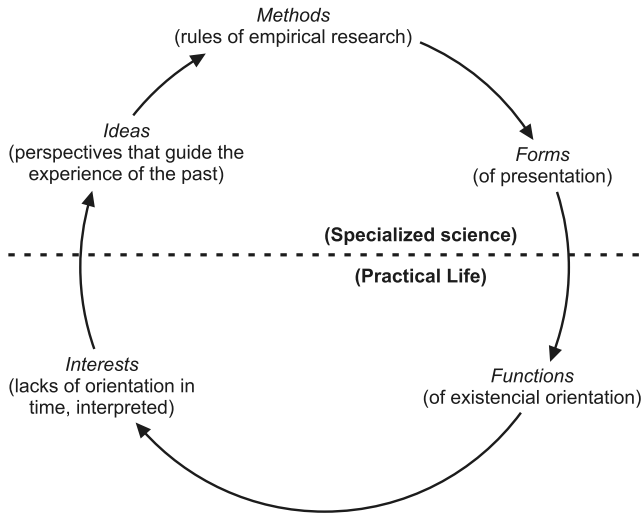 Methods
(rules of empirical research)
Ideas
(perspectives that guide the
experience of the past)
Forms
(of presentation)
(Specialized science)
(Practical Life)
Interests
(lacks of orientation in
time, interpreted)
Functions
(of existencial orientation)